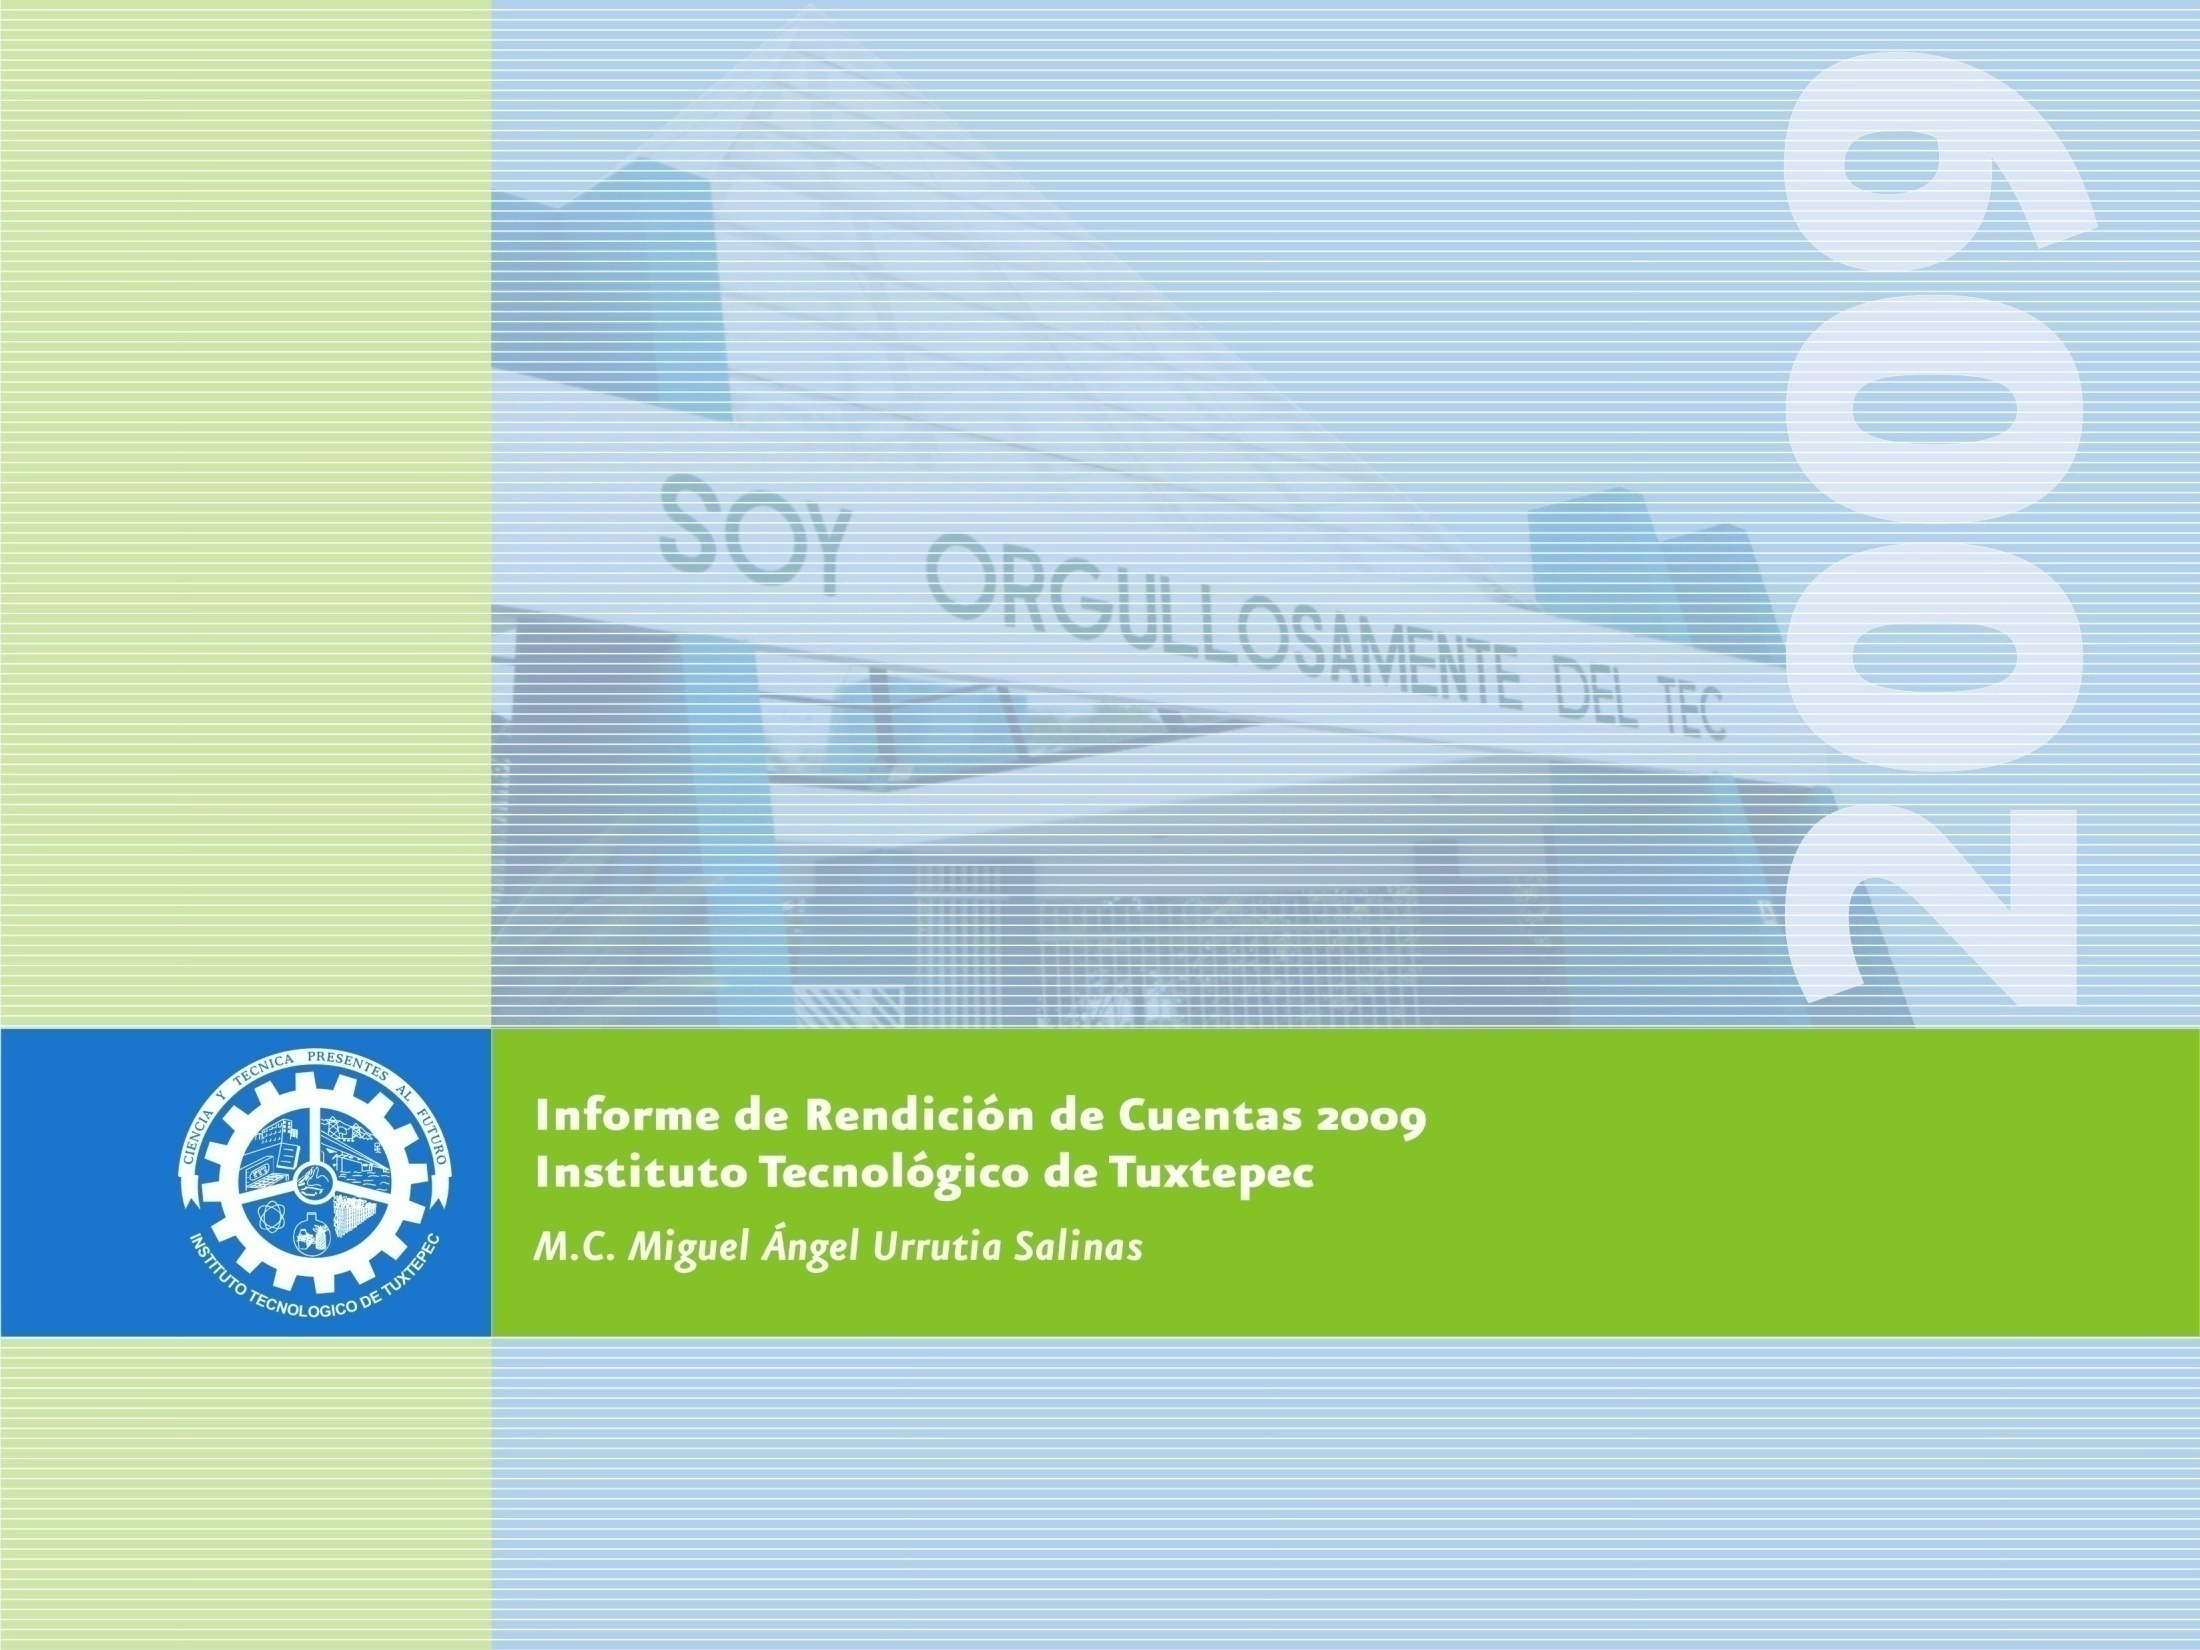 2009
SOY ORGULLOSAMENTE DEL TEC
CIENCIA Y TECNICA PRESENTES AL FUTURO
INSTITUTO TECNOLOGICO DE TUXTEPEC
Informe de Rendición de Cuentas 2009
Instituto Tecnológico de Tuxtepec
M.C. Miguel Ángel Urrutia Salinas